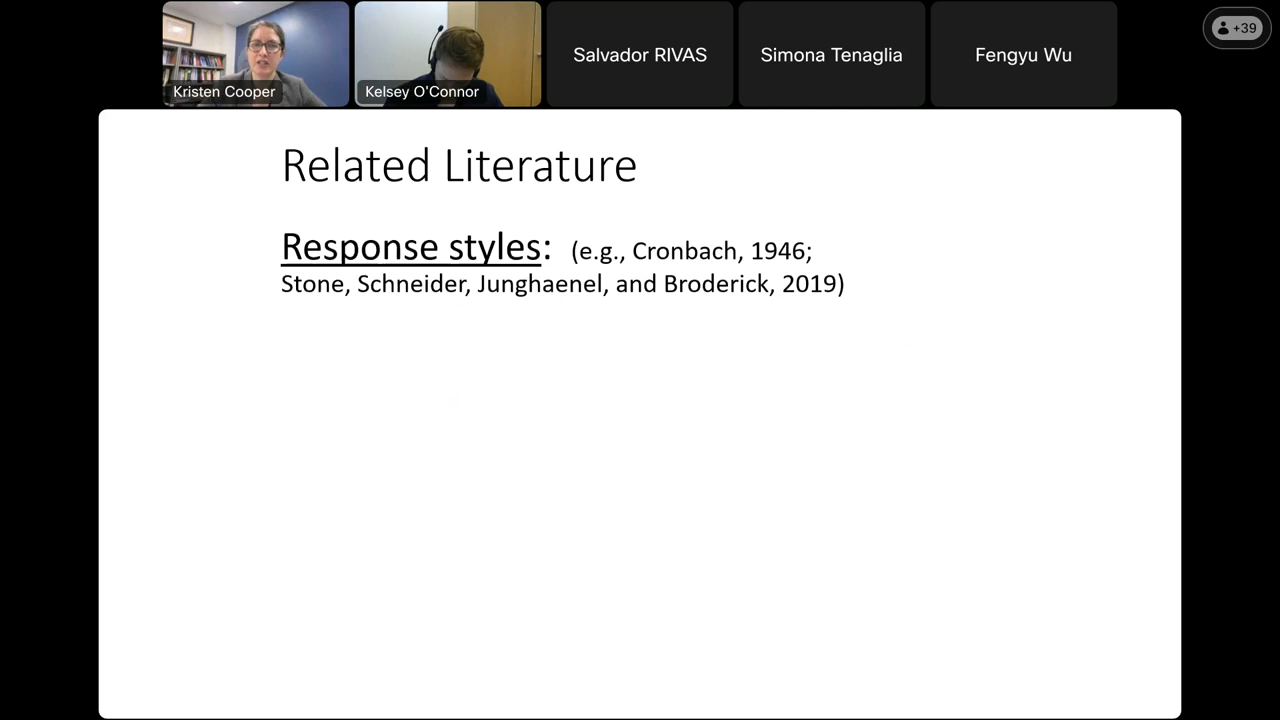 Kristen Cooper
Kelsey O'Connor
Salvador RIVAS
Simona Tenaglia
Fengyu Wu
+39
Related Literature
Response styles: (e.g., Cronbach, 1946;
Stone, Schneider, Junghaenel, and Broderick, 2019)